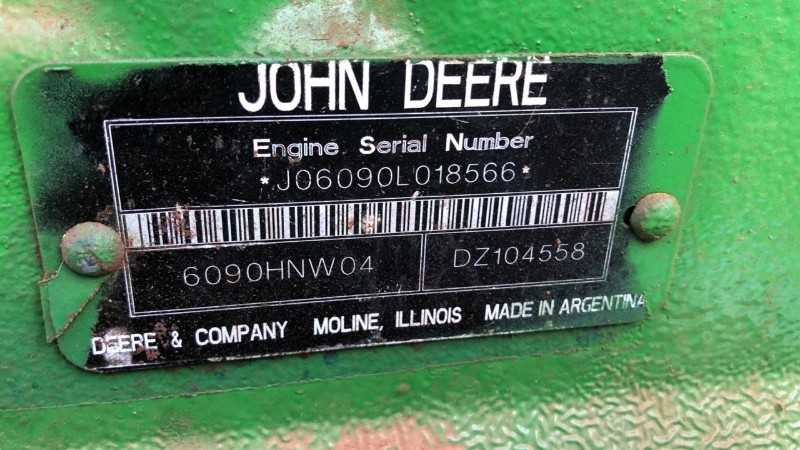 JOHN DEERE
Engine Serial Number
*J06090L018566*
6090HNW04 DZ104558
DEERE & COMPANY MOLINE, ILLINOIS MADE IN ARGENTINA